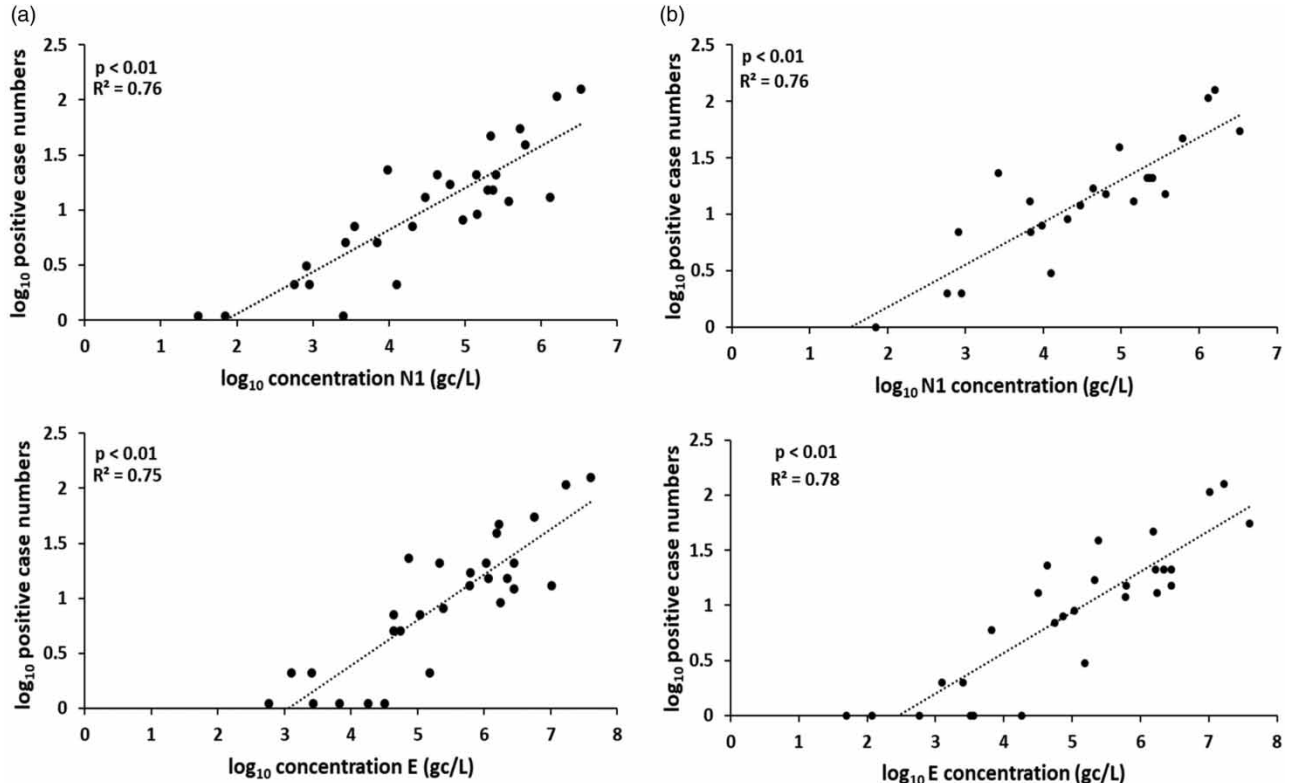 (a)
p < 0.01
R² = 0.76
log₁₀ positive case numbers
2.5
2
1.5
1
0.5
0
0 1 2 3 4 5 6 7
log₁₀ concentration N1 (gc/L)
(b)
p < 0.01
R² = 0.76
log₁₀ positive case numbers
2.5
2
1.5
1
0.5
0
0 1 2 3 4 5 6 7
log₁₀ N1 concentration (gc/L)
p < 0.01
R² = 0.75
log₁₀ positive case numbers
2.5
2
1.5
1
0.5
0
0 1 2 3 4 5 6 7 8
log₁₀ concentration E (gc/L)
p < 0.01
R² = 0.78
log₁₀ positive case numbers
2.5
2
1.5
1
0.5
0
0 1 2 3 4 5 6 7 8
log₁₀ E concentration (gc/L)